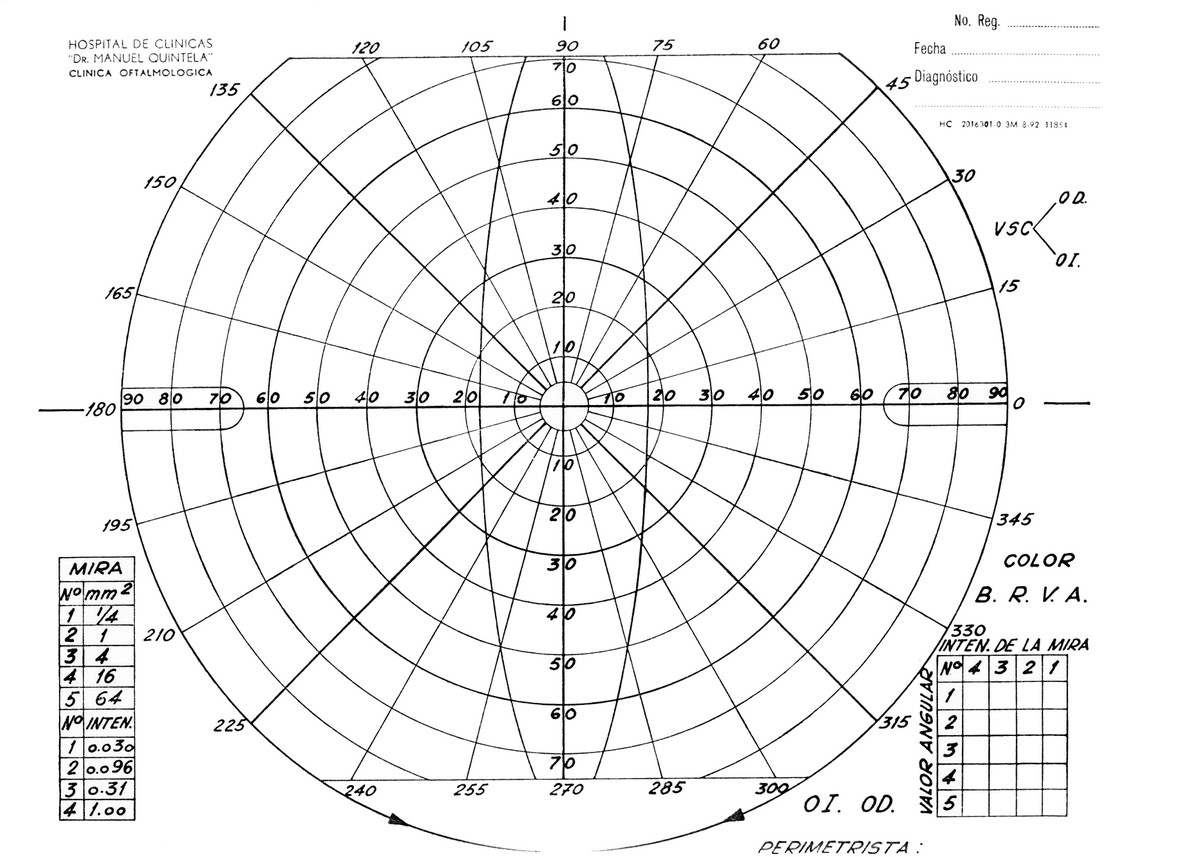 HOSPITAL DE CLINICAS
"DR. MANUEL QUINTELA"
CLINICA OFTALMOLOGICA
No. Reg.
Fecha
Diagnóstico
HC 2016301-0 3M 8-92
120 105 90 75 60
135 45
150 30
165 15
180 0
195 345
210 330
225 315
240 255 270 285 300
70
60
50
40
30
20
10
90 80 70 60 50 40 30 20 10 10 20 30 40 50 60 70 80 90
10
20
30
40
50
60
70
VSC
OD.
OI.
COLOR
B. R. V. A.
MIRA
Nº mm2
1 1/4
2 1
3 4
4 16
5 64
Nº INTEN.
1 0.030
2 0.096
3 0.31
4 1.00
INTEN. DE LA MIRA
VALOR ANGULAR
Nº 4 3 2 1
1
2
3
4
5
OI. OD.
PERIMETRISTA :